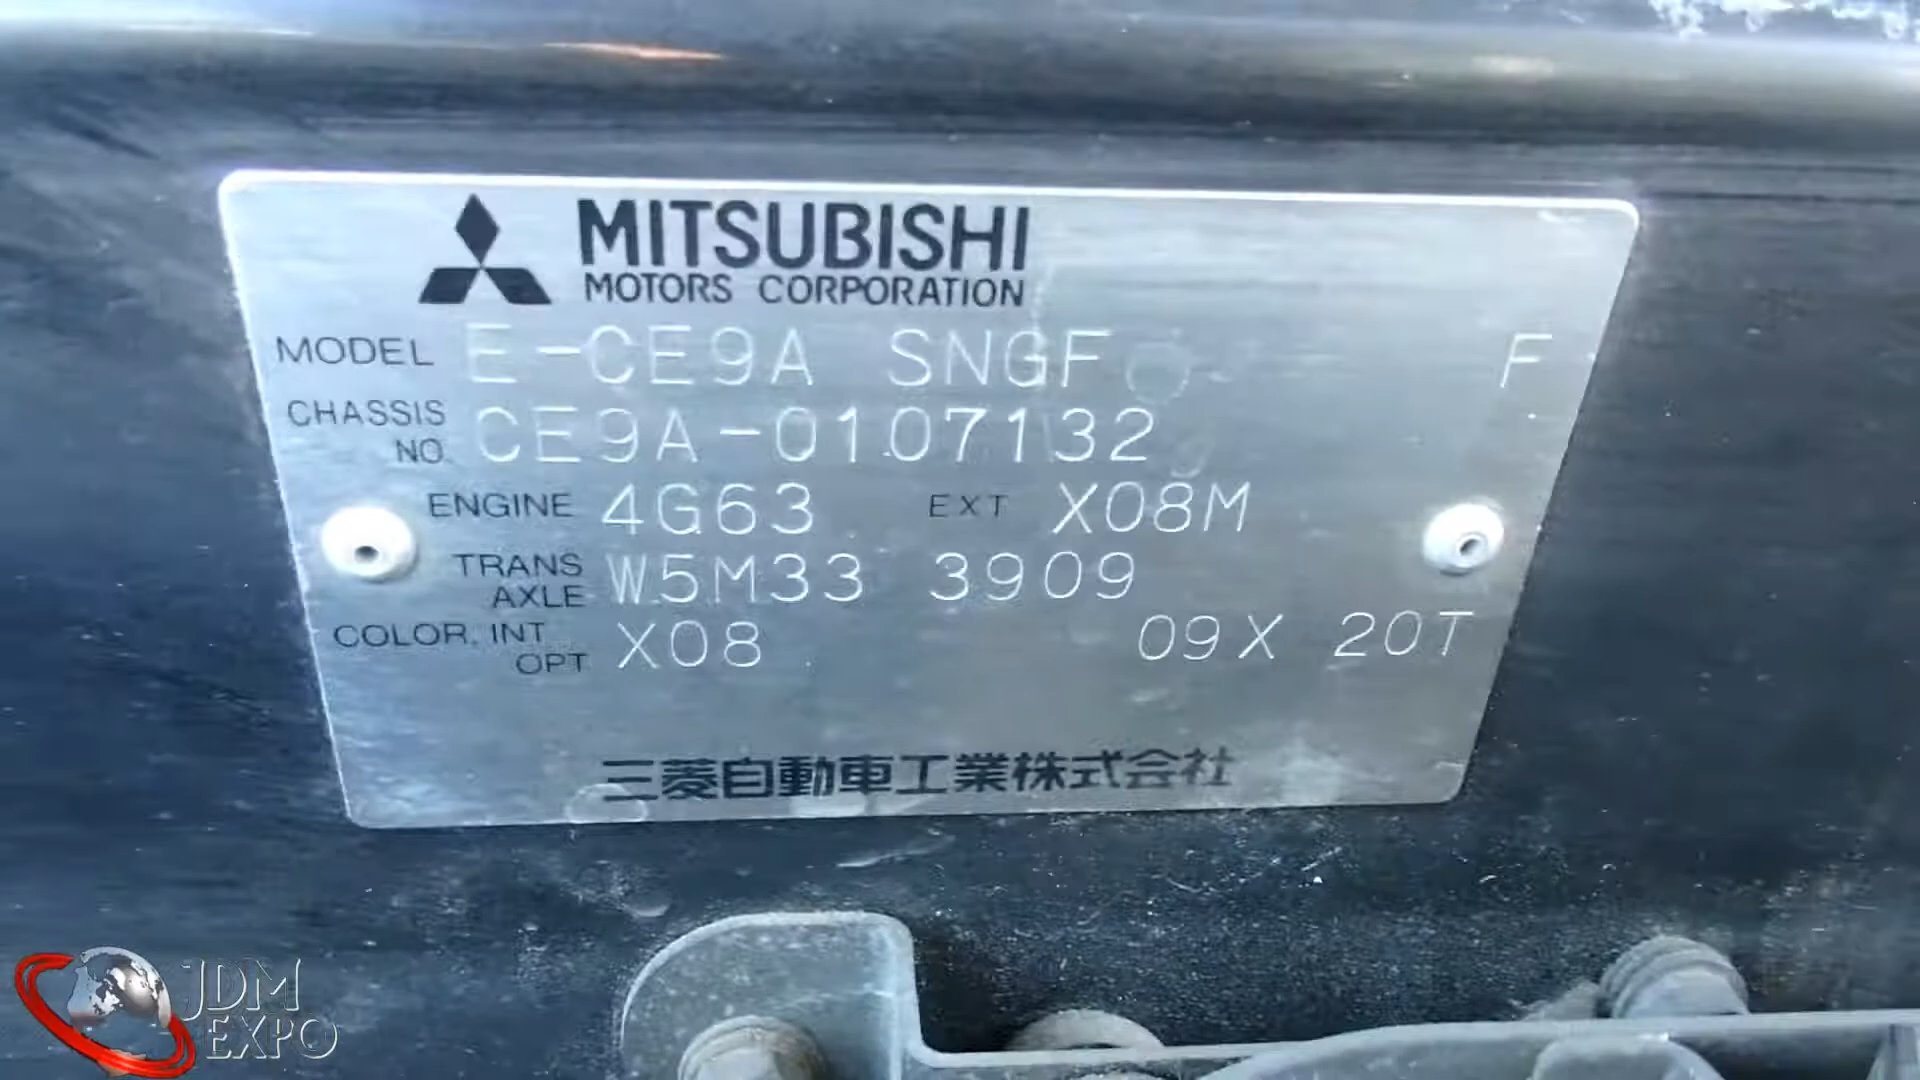 MITSUBISHI
MOTORS CORPORATION
MODEL E-CE9A SNGF F
CHASSIS NO. CE9A-0107132
ENGINE 4G63 EXT X08M
TRANS AXLE W5M33 3909
COLOR, INT OPT X08 09X 20T
三菱自動車工業株式会社
JDM
EXPO